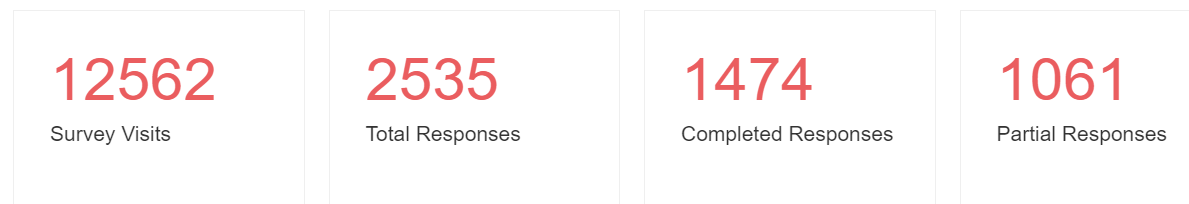 12562
Survey Visits
2535
Total Responses
1474
Completed Responses
1061
Partial Responses